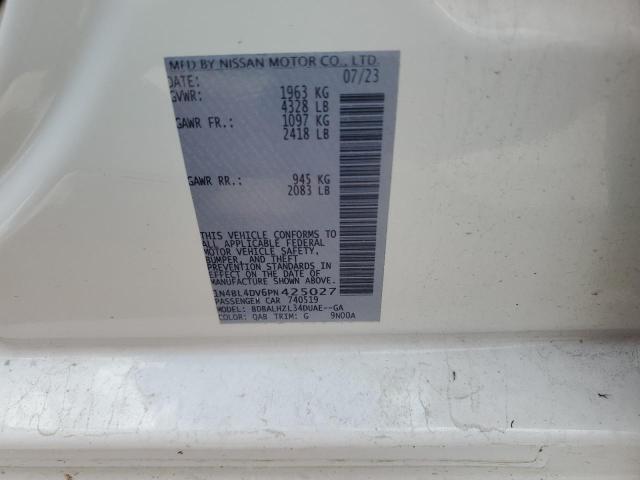 MFD BY NISSAN MOTOR CO., LTD.
DATE: 07/23
GVWR: 1963 KG
4328 LB
GAWR FR.: 1097 KG
2418 LB
GAWR RR.: 945 KG
2083 LB
THIS VEHICLE CONFORMS TO
ALL APPLICABLE FEDERAL
MOTOR VEHICLE SAFETY,
BUMPER, AND THEFT
PREVENTION STANDARDS IN
EFFECT ON THE DATE OF
MANUFACTURE SHOWN ABOVE.
1N4BL4DV6PN425027
PASSENGER CAR 740519
MODEL: BDBALHZL34DUAE--GA
COLOR: QAB TRIM: G 9N00A